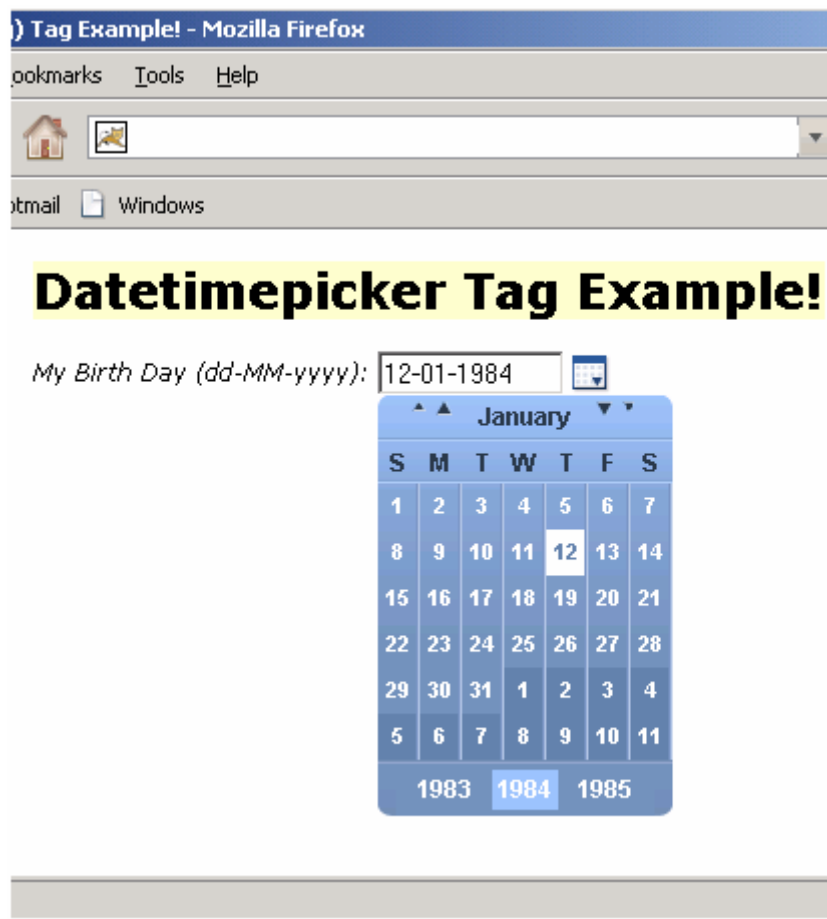 ) Tag Example! - Mozilla Firefox
ookmarks Tools Help
otmail Windows
Datetimepicker Tag Example!
My Birth Day (dd-MM-yyyy): 12-01-1984
January
S M T W T F S
1 2 3 4 5 6 7
8 9 10 11 12 13 14
15 16 17 18 19 20 21
22 23 24 25 26 27 28
29 30 31 1 2 3 4
5 6 7 8 9 10 11
1983 1984 1985